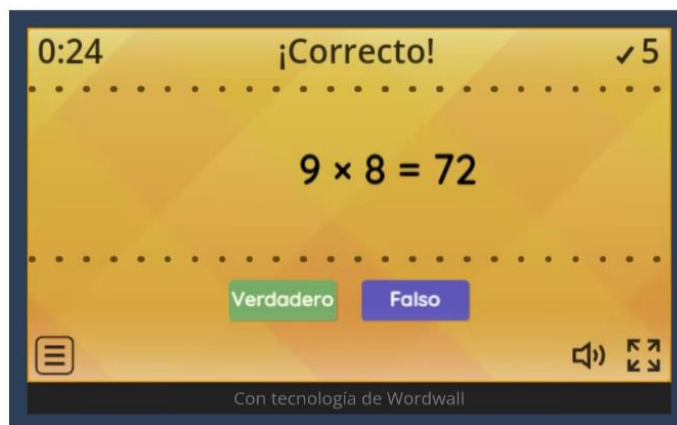 0:24 ¡Correcto! ✓ 5
9 × 8 = 72
Verdadero Falso
Con tecnología de Wordwall